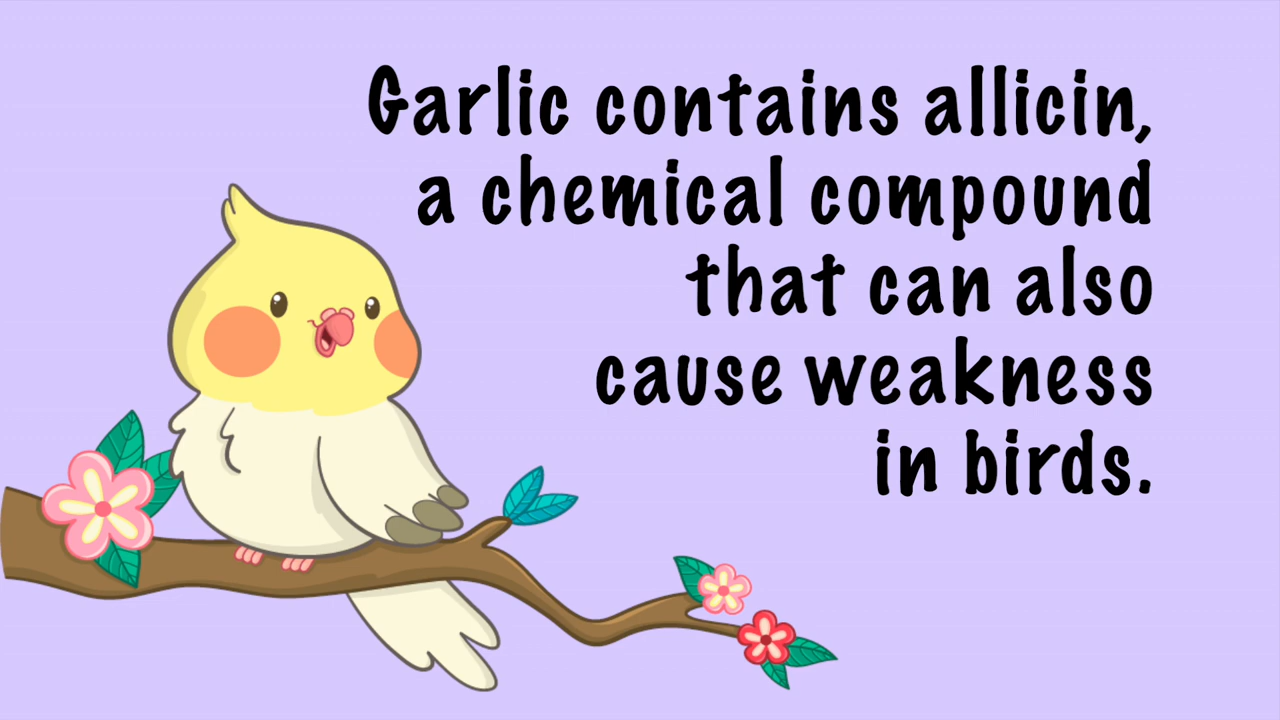 Garlic contains allicin,
a chemical compound
that can also
cause weakness
in birds.